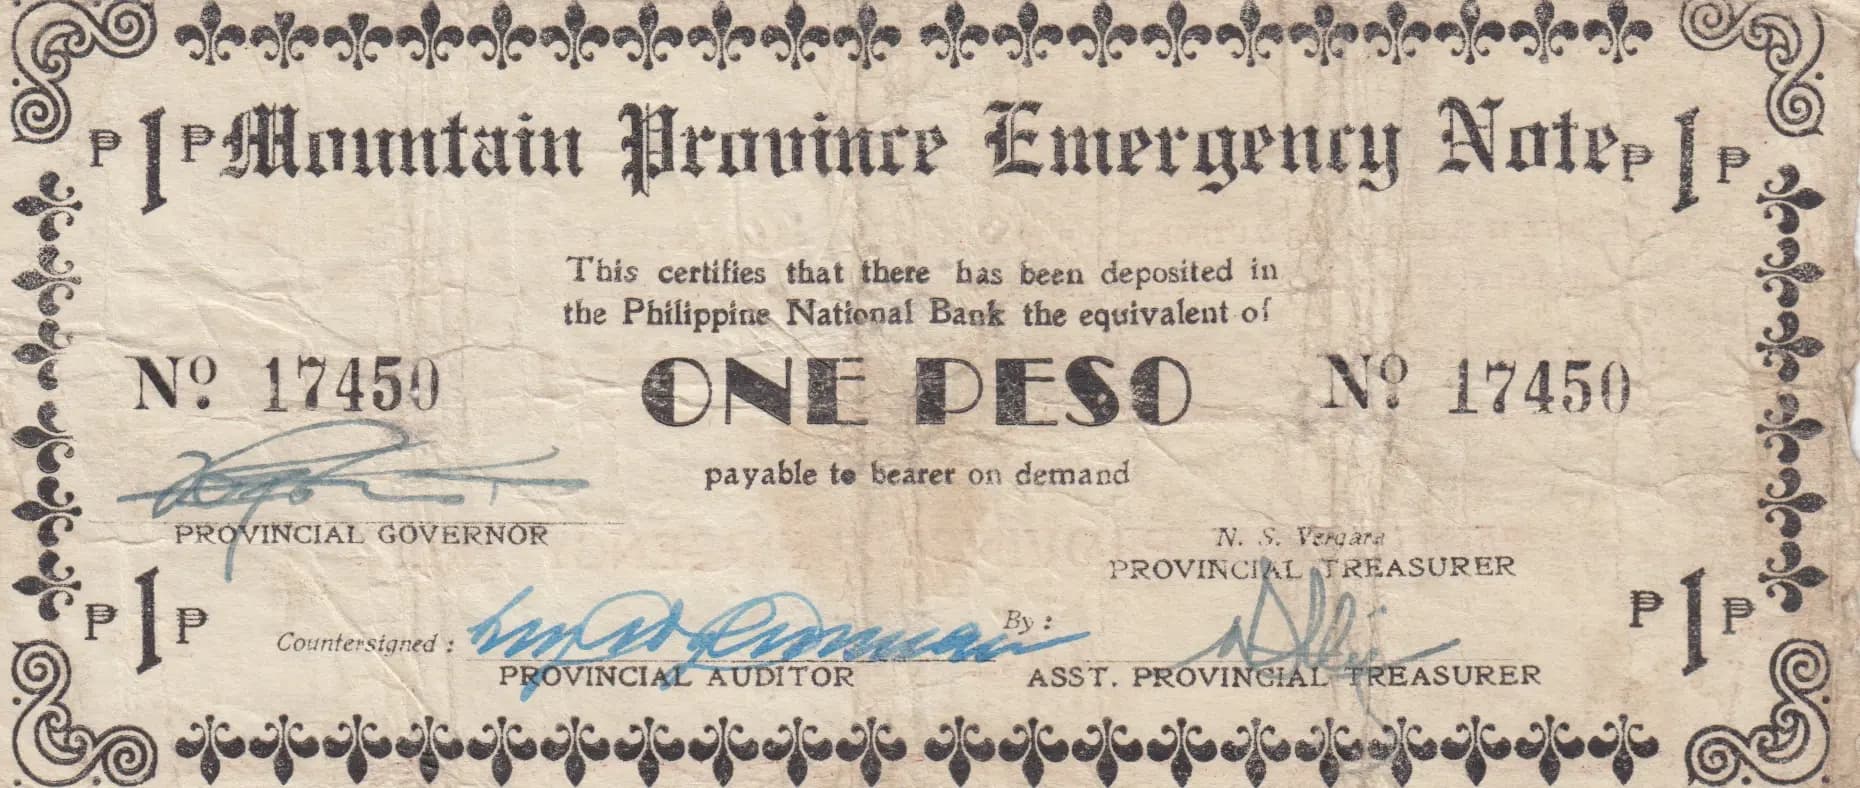 ₱ 1 ₱ Mountain Province Emergency Note ₱ 1 ₱
This certifies that there has been deposited in
the Philippine National Bank the equivalent of
Nº 17450 ONE PESO Nº 17450
payable to bearer on demand
PROVINCIAL GOVERNOR
N. S. Vergara
PROVINCIAL TREASURER
₱ 1 ₱ ₱ 1 ₱
Countersigned : By :
PROVINCIAL AUDITOR ASST. PROVINCIAL TREASURER